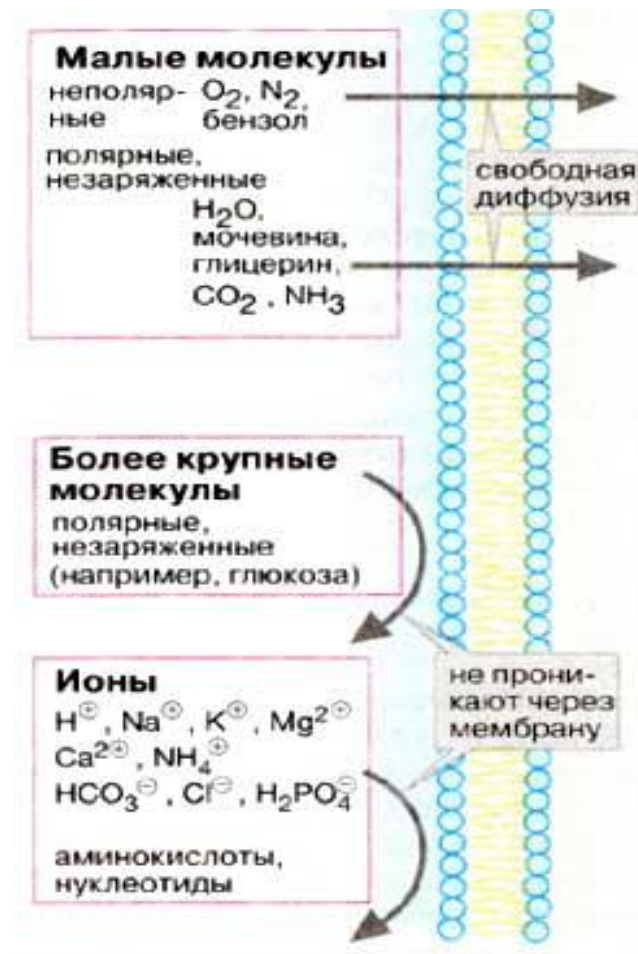 Малые молекулы
неполяр- O₂, N₂,
ные бензол
полярные,
незаряженные
H₂O,
мочевина,
глицерин,
CO₂ , NH₃
свободная
диффузия
Более крупные
молекулы
полярные,
незаряженные
(например, глюкоза)
Ионы
H⊕, Na⊕, K⊕, Mg²⊕
Ca²⊕, NH₄⊕
HCO₃⊖, Cl⊖, H₂PO₄⊖
аминокислоты,
нуклеотиды
не прони-
кают через
мембрану